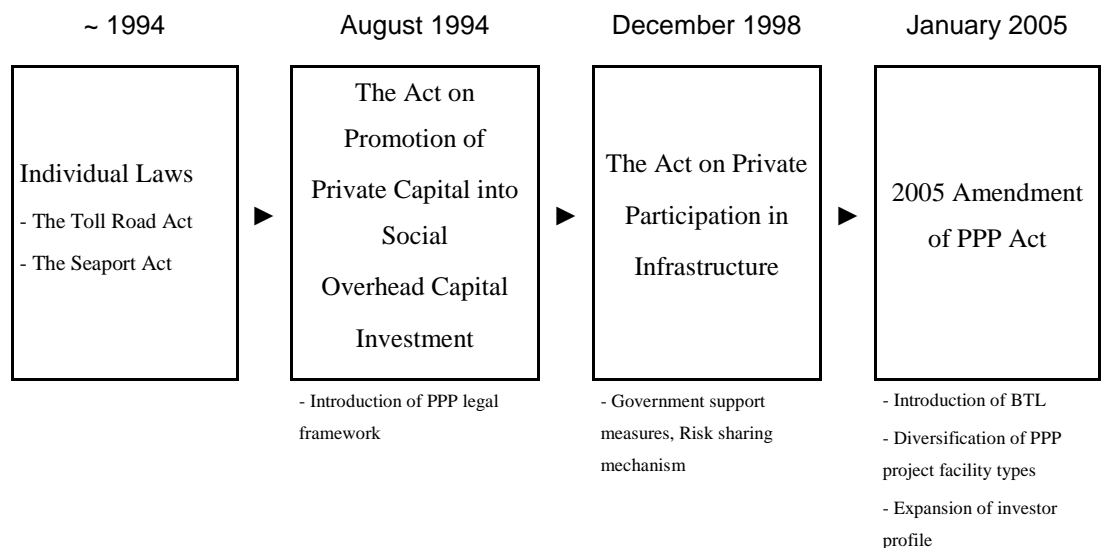 ~ 1994
August 1994
December 1998
January 2005
Individual Laws
- The Toll Road Act
- The Seaport Act
►
The Act on
Promotion of
Private Capital into
Social
Overhead Capital
Investment
►
The Act on Private
Participation in
Infrastructure
►
2005 Amendment
of PPP Act
- Introduction of PPP legal
framework
- Government support
measures, Risk sharing
mechanism
- Introduction of BTL
- Diversification of PPP
project facility types
- Expansion of investor
profile